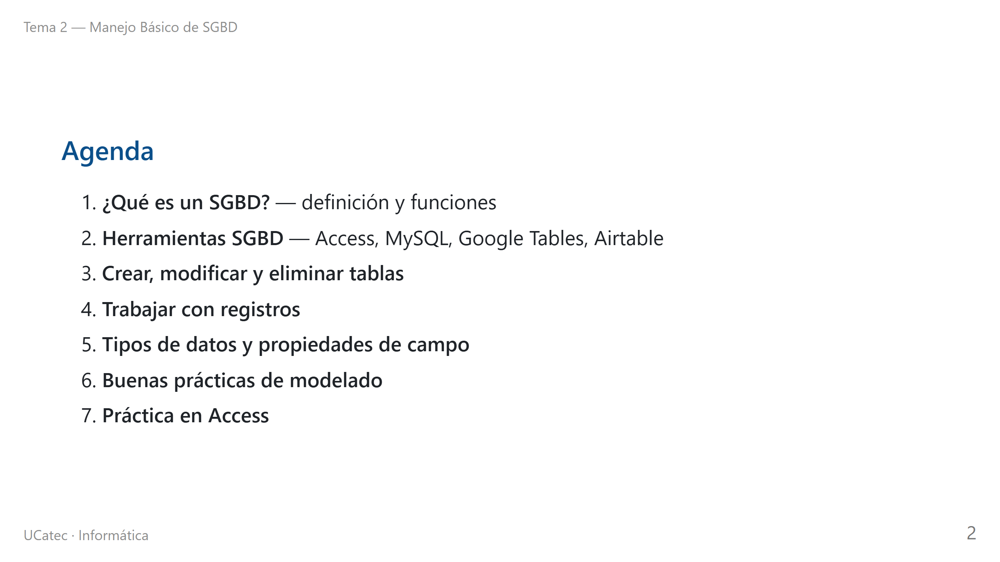 Tema 2 — Manejo Básico de SGBD
Agenda
1. ¿Qué es un SGBD? — definición y funciones
2. Herramientas SGBD — Access, MySQL, Google Tables, Airtable
3. Crear, modificar y eliminar tablas
4. Trabajar con registros
5. Tipos de datos y propiedades de campo
6. Buenas prácticas de modelado
7. Práctica en Access
UCatec · Informática
2